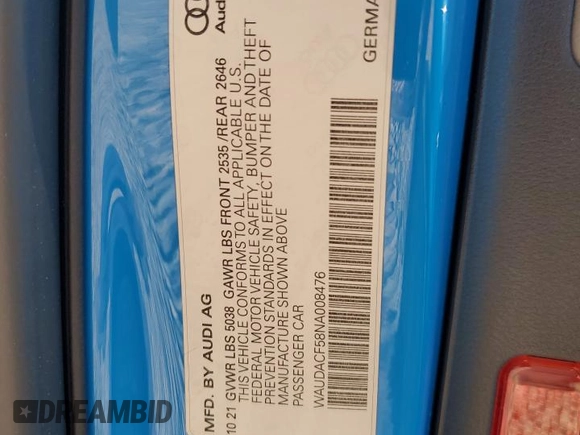 Aud
GERMA
MFD. BY AUDI AG
10 21 GVWR LBS 5038 GAWR LBS FRONT 2535 /REAR 2646
THIS VEHICLE CONFORMS TO ALL APPLICABLE U.S.
FEDERAL MOTOR VEHICLE SAFETY, BUMPER AND THEFT
PREVENTION STANDARDS IN EFFECT ON THE DATE OF
MANUFACTURE SHOWN ABOVE
PASSENGER CAR
WAUDACF58NA008476
DREAMBID